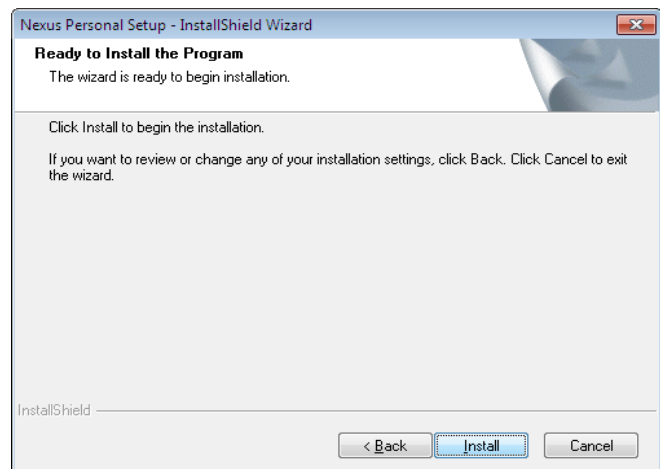 Nexus Personal Setup - InstallShield Wizard
Ready to Install the Program
The wizard is ready to begin installation.
Click Install to begin the installation.
If you want to review or change any of your installation settings, click Back. Click Cancel to exit
the wizard.
InstallShield
< Back
Install
Cancel